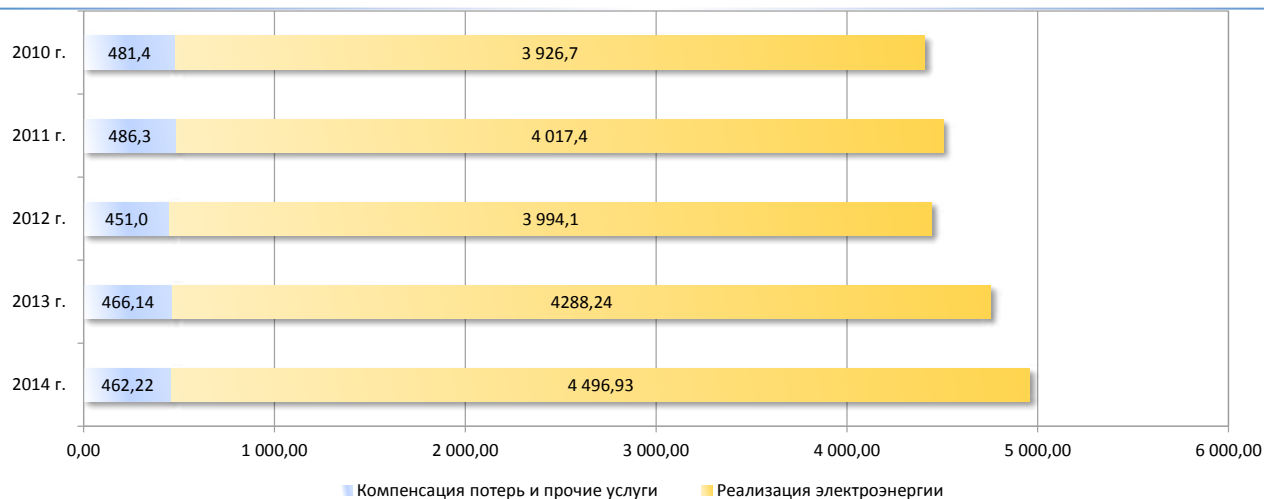 2010 г. 481,4 3 926,7
2011 г. 486,3 4 017,4
2012 г. 451,0 3 994,1
2013 г. 466,14 4288,24
2014 г. 462,22 4 496,93
0,00 1 000,00 2 000,00 3 000,00 4 000,00 5 000,00 6 000,00
Компенсация потерь и прочие услуги Реализация электроэнергии